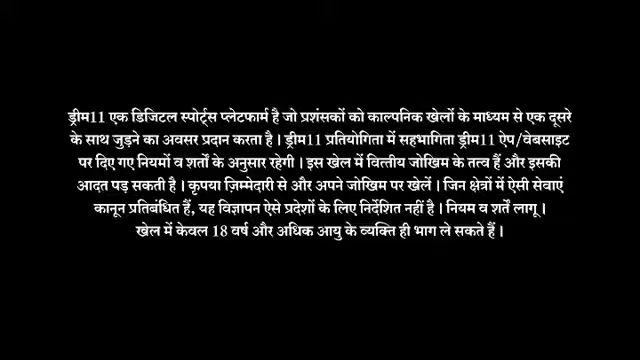 ड्रीम11 एक डिजिटल स्पोर्ट्स प्लेटफार्म है जो प्रशंसकों को काल्पनिक खेलों के माध्यम से एक दूसरे
के साथ जुड़ने का अवसर प्रदान करता है। ड्रीम11 प्रतियोगिता में सहभागिता ड्रीम11 ऐप/वेबसाइट
पर दिए गए नियमों व शर्तों के अनुसार रहेगी। इस खेल में वित्तीय जोखिम के तत्व हैं और इसकी
आदत पड़ सकती है। कृपया ज़िम्मेदारी से और अपने जोखिम पर खेलें। जिन क्षेत्रों में ऐसी सेवाएं
कानून प्रतिबंधित हैं, यह विज्ञापन ऐसे प्रदेशों के लिए निर्देशित नहीं है। नियम व शर्तें लागू।
खेल में केवल 18 वर्ष और अधिक आयु के व्यक्ति ही भाग ले सकते हैं।